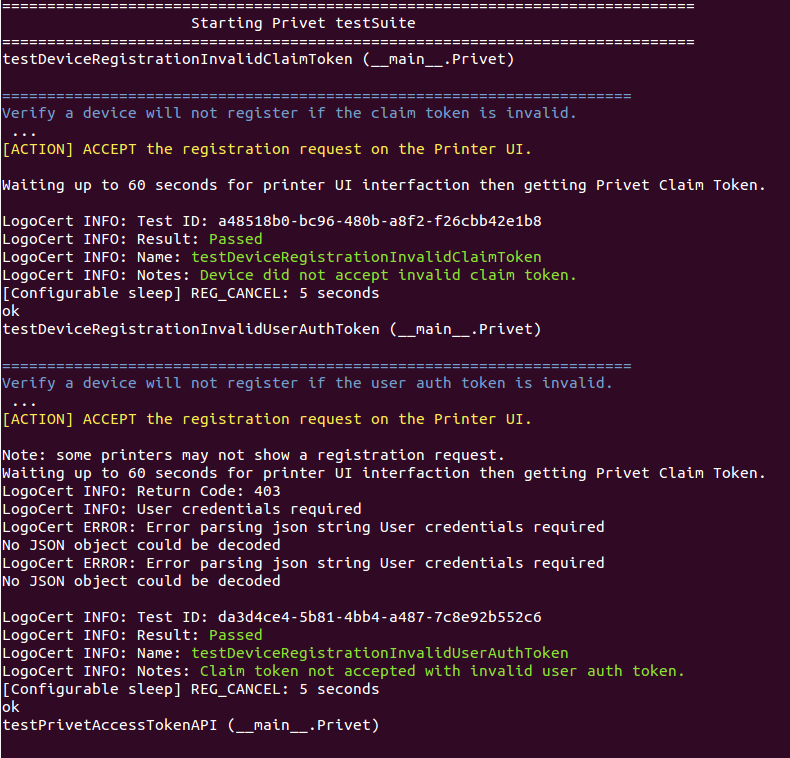 =============================================================================
Starting Privet testSuite
=============================================================================
testDeviceRegistrationInvalidClaimToken (__main__.Privet)
======================================================================
Verify a device will not register if the claim token is invalid.
...
[ACTION] ACCEPT the registration request on the Printer UI.
Waiting up to 60 seconds for printer UI interfaction then getting Privet Claim Token.
LogoCert INFO: Test ID: a48518b0-bc96-480b-a8f2-f26cbb42e1b8
LogoCert INFO: Result: Passed
LogoCert INFO: Name: testDeviceRegistrationInvalidClaimToken
LogoCert INFO: Notes: Device did not accept invalid claim token.
[Configurable sleep] REG_CANCEL: 5 seconds
ok
testDeviceRegistrationInvalidUserAuthToken (__main__.Privet)
======================================================================
Verify a device will not register if the user auth token is invalid.
...
[ACTION] ACCEPT the registration request on the Printer UI.
Note: some printers may not show a registration request.
Waiting up to 60 seconds for printer UI interfaction then getting Privet Claim Token.
LogoCert INFO: Return Code: 403
LogoCert INFO: User credentials required
LogoCert ERROR: Error parsing json string User credentials required
No JSON object could be decoded
LogoCert ERROR: Error parsing json string User credentials required
No JSON object could be decoded
LogoCert INFO: Test ID: da3d4ce4-5b81-4bb4-a487-7c8e92b552c6
LogoCert INFO: Result: Passed
LogoCert INFO: Name: testDeviceRegistrationInvalidUserAuthToken
LogoCert INFO: Notes: Claim token not accepted with invalid user auth token.
[Configurable sleep] REG_CANCEL: 5 seconds
ok
testPrivetAccessTokenAPI (__main__.Privet)